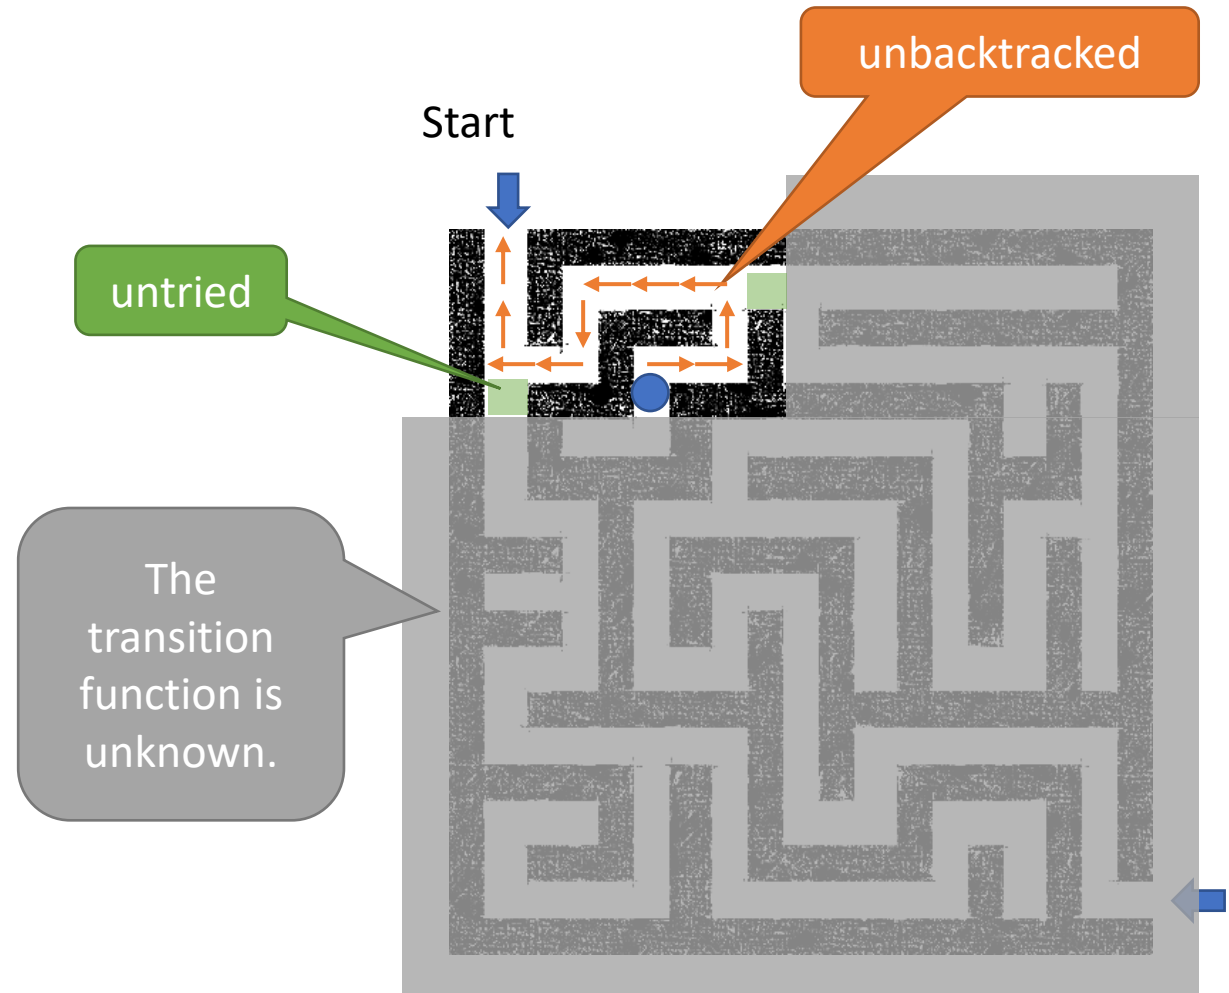 unbacktracked
Start
untried
The
transition
function is
unknown.